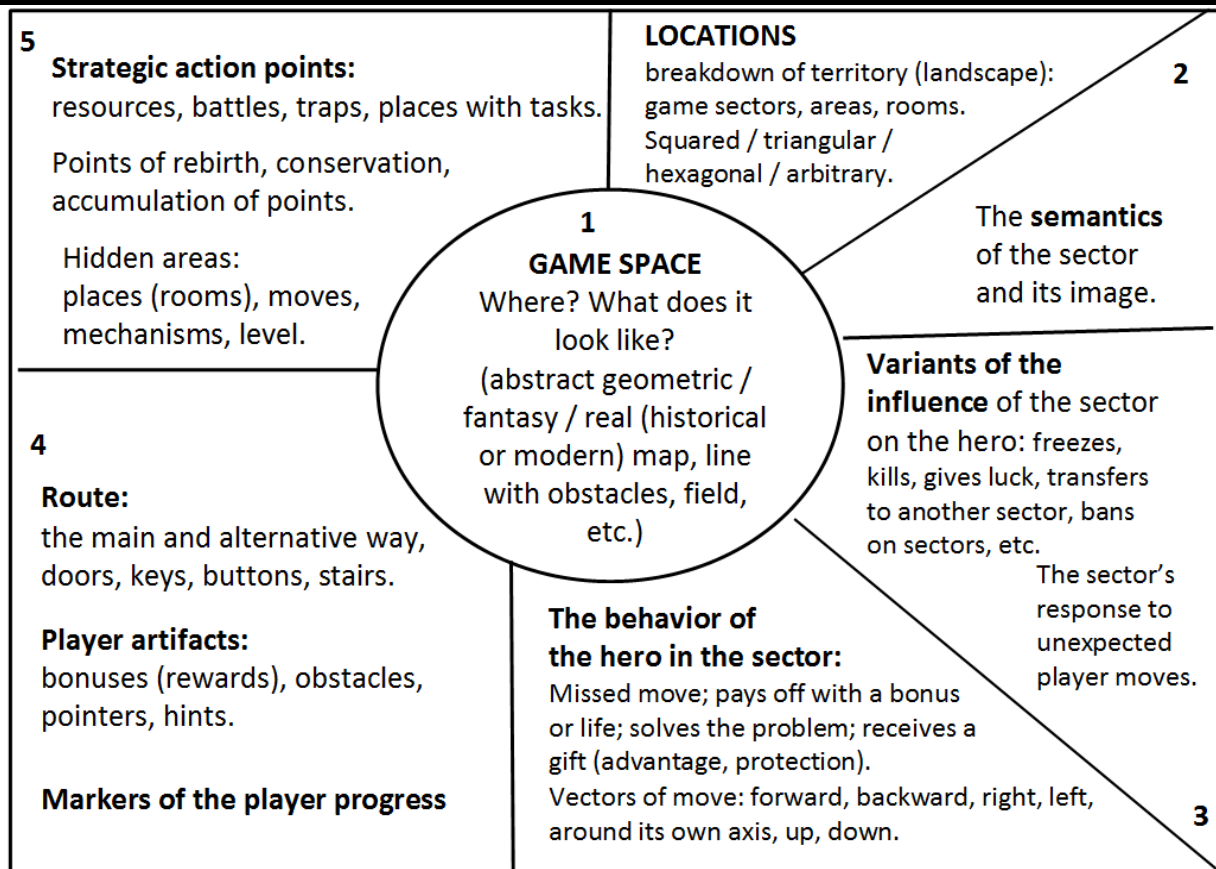 1
GAME SPACE
Where? What does it
look like?
(abstract geometric /
fantasy / real (historical
or modern) map, line
with obstacles, field,
etc.)
LOCATIONS
breakdown of territory (landscape):
game sectors, areas, rooms.
Squared / triangular /
hexagonal / arbitrary.
2
The semantics
of the sector
and its image.
Variants of the
influence of the sector
on the hero: freezes,
kills, gives luck, transfers
to another sector, bans
on sectors, etc.
The sector’s
response to
unexpected
player moves.
3
The behavior of
the hero in the sector:
Missed move; pays off with a bonus
or life; solves the problem; receives a
gift (advantage, protection).
Vectors of move: forward, backward, right, left,
around its own axis, up, down.
4
Route:
the main and alternative way,
doors, keys, buttons, stairs.
Player artifacts:
bonuses (rewards), obstacles,
pointers, hints.
Markers of the player progress
5
Strategic action points:
resources, battles, traps, places with tasks.
Points of rebirth, conservation,
accumulation of points.
Hidden areas:
places (rooms), moves,
mechanisms, level.